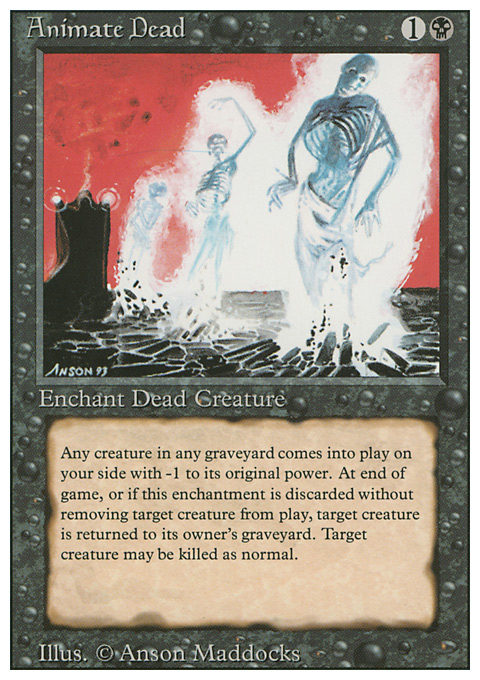 Animate Dead 1
ANSON 93
Enchant Dead Creature
Any creature in any graveyard comes into play on
your side with -1 to its original power. At end of
game, or if this enchantment is discarded without
removing target creature from play, target creature
is returned to its owner's graveyard. Target
creature may be killed as normal.
Illus. © Anson Maddocks